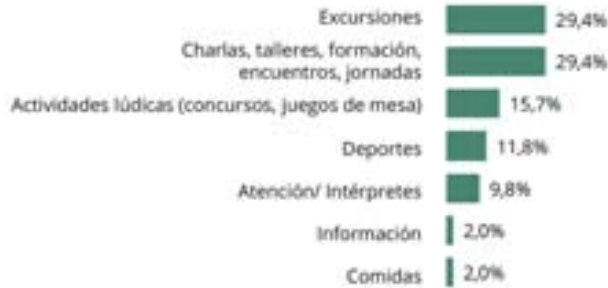 Excursiones 29,4%
Charlas, talleres, formación,
encuentros, jornadas 29,4%
Actividades lúdicas (concursos, juegos de mesa) 15,7%
Deportes 11,8%
Atención/ Intérpretes 9,8%
Información 2,0%
Comidas 2,0%